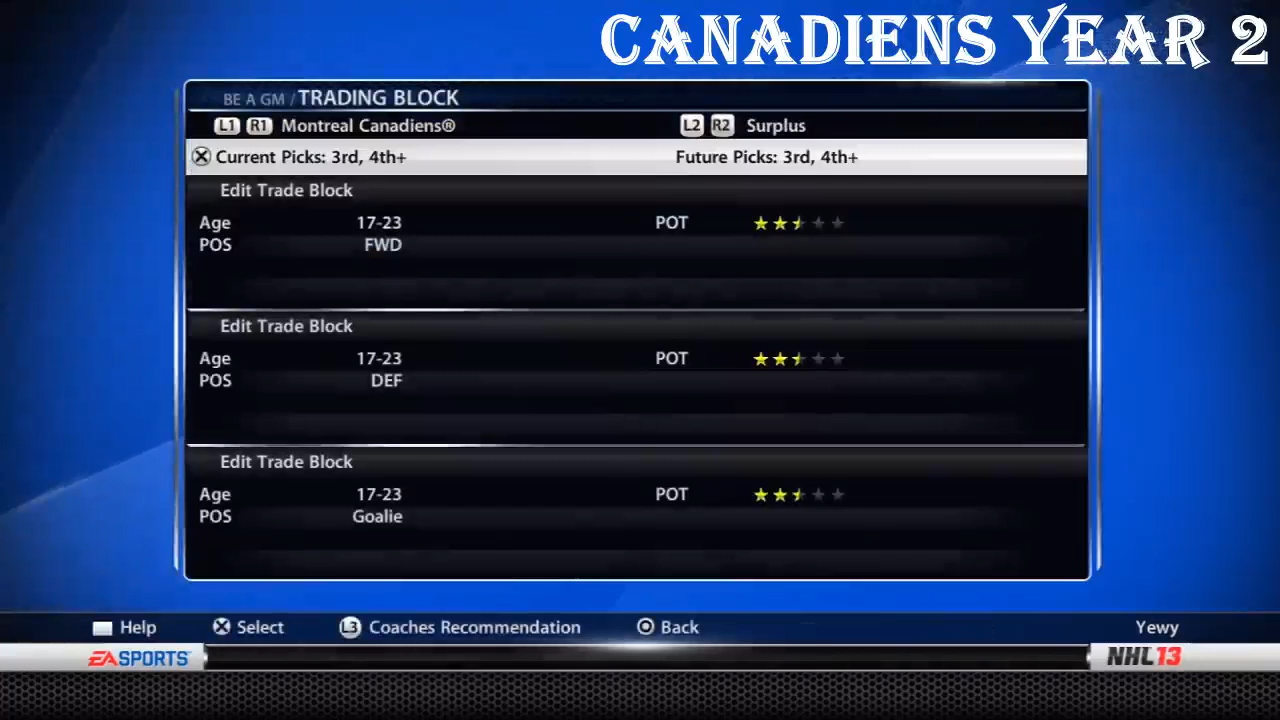 CANADIENS YEAR 2
BE A GM / TRADING BLOCK
L1 R1 Montreal Canadiens® L2 R2 Surplus
Current Picks: 3rd, 4th+ Future Picks: 3rd, 4th+
Edit Trade Block
Age 17-23 POT
POS FWD
Edit Trade Block
Age 17-23 POT
POS DEF
Edit Trade Block
Age 17-23 POT
POS Goalie
Help Select L3 Coaches Recommendation Back Yewy
EA SPORTS NHL 13